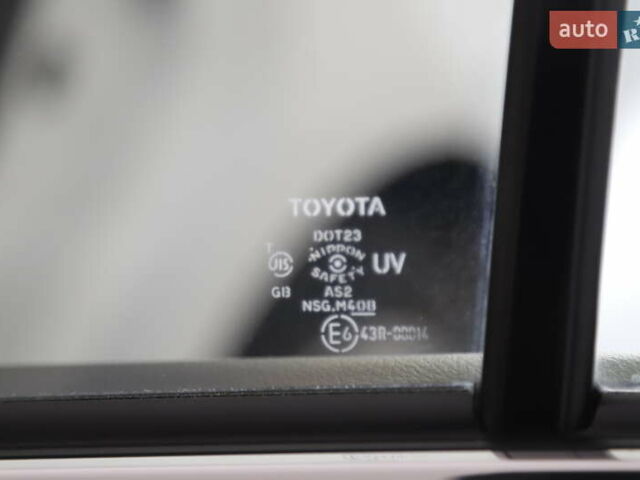 auto
R
TOYOTA
DOT23
T
JIS
NIPPON
SAFETY
UV
GB
AS2
NSG.M40B
E6 43R-00014